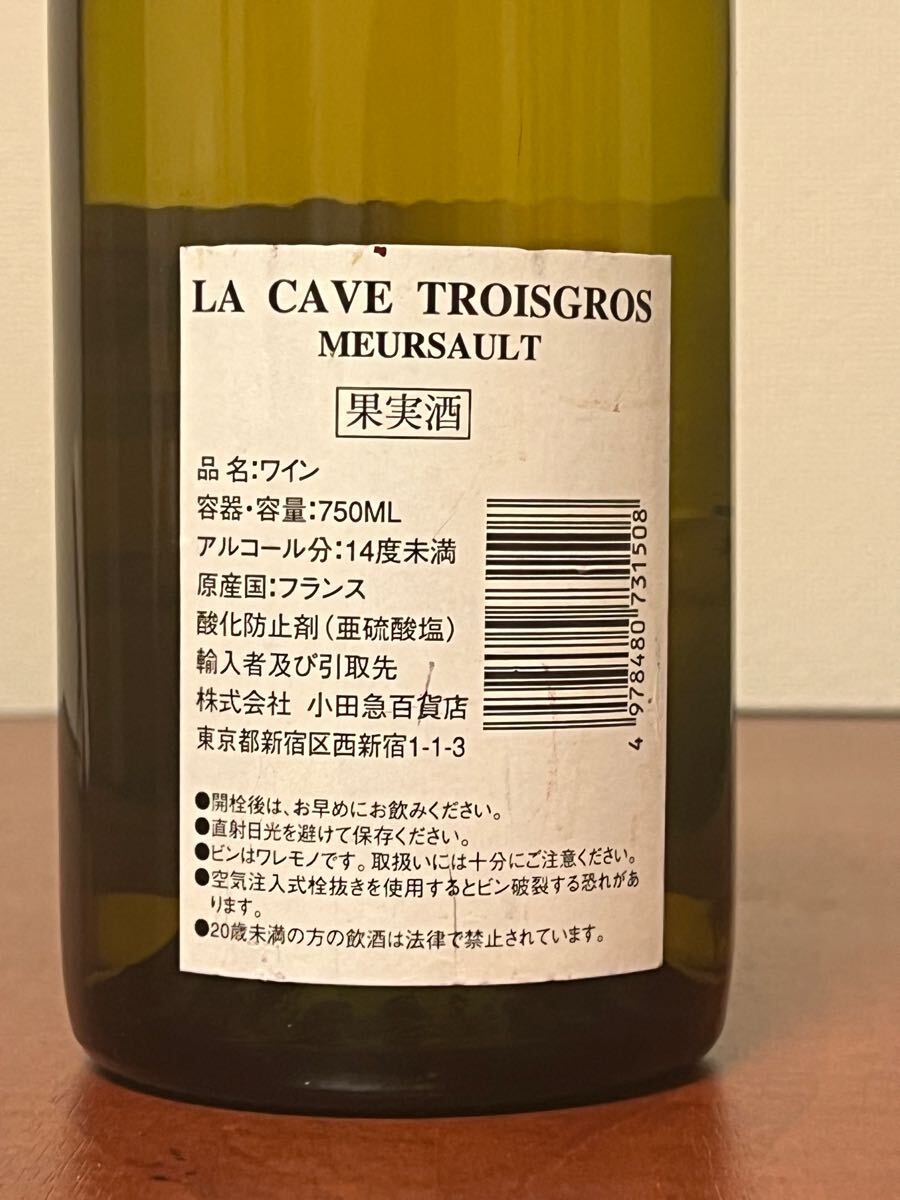 LA CAVE TROISGROS
MEURSAULT
果実酒
品名:ワイン
容器・容量:750ML
アルコール分:14度未満
原産国:フランス
酸化防止剤(亜硫酸塩)
輸入者及び引取先
株式会社 小田急百貨店
東京都新宿区西新宿1-1-3
4 978480 731508
●開栓後は、お早めにお飲みください。
●直射日光を避けて保存ください。
●ビンはワレモノです。取扱いには十分にご注意ください。
●空気注入式栓抜きを使用するとビン破裂する恐れがあ
ります。
●20歳未満の方の飲酒は法律で禁止されています。